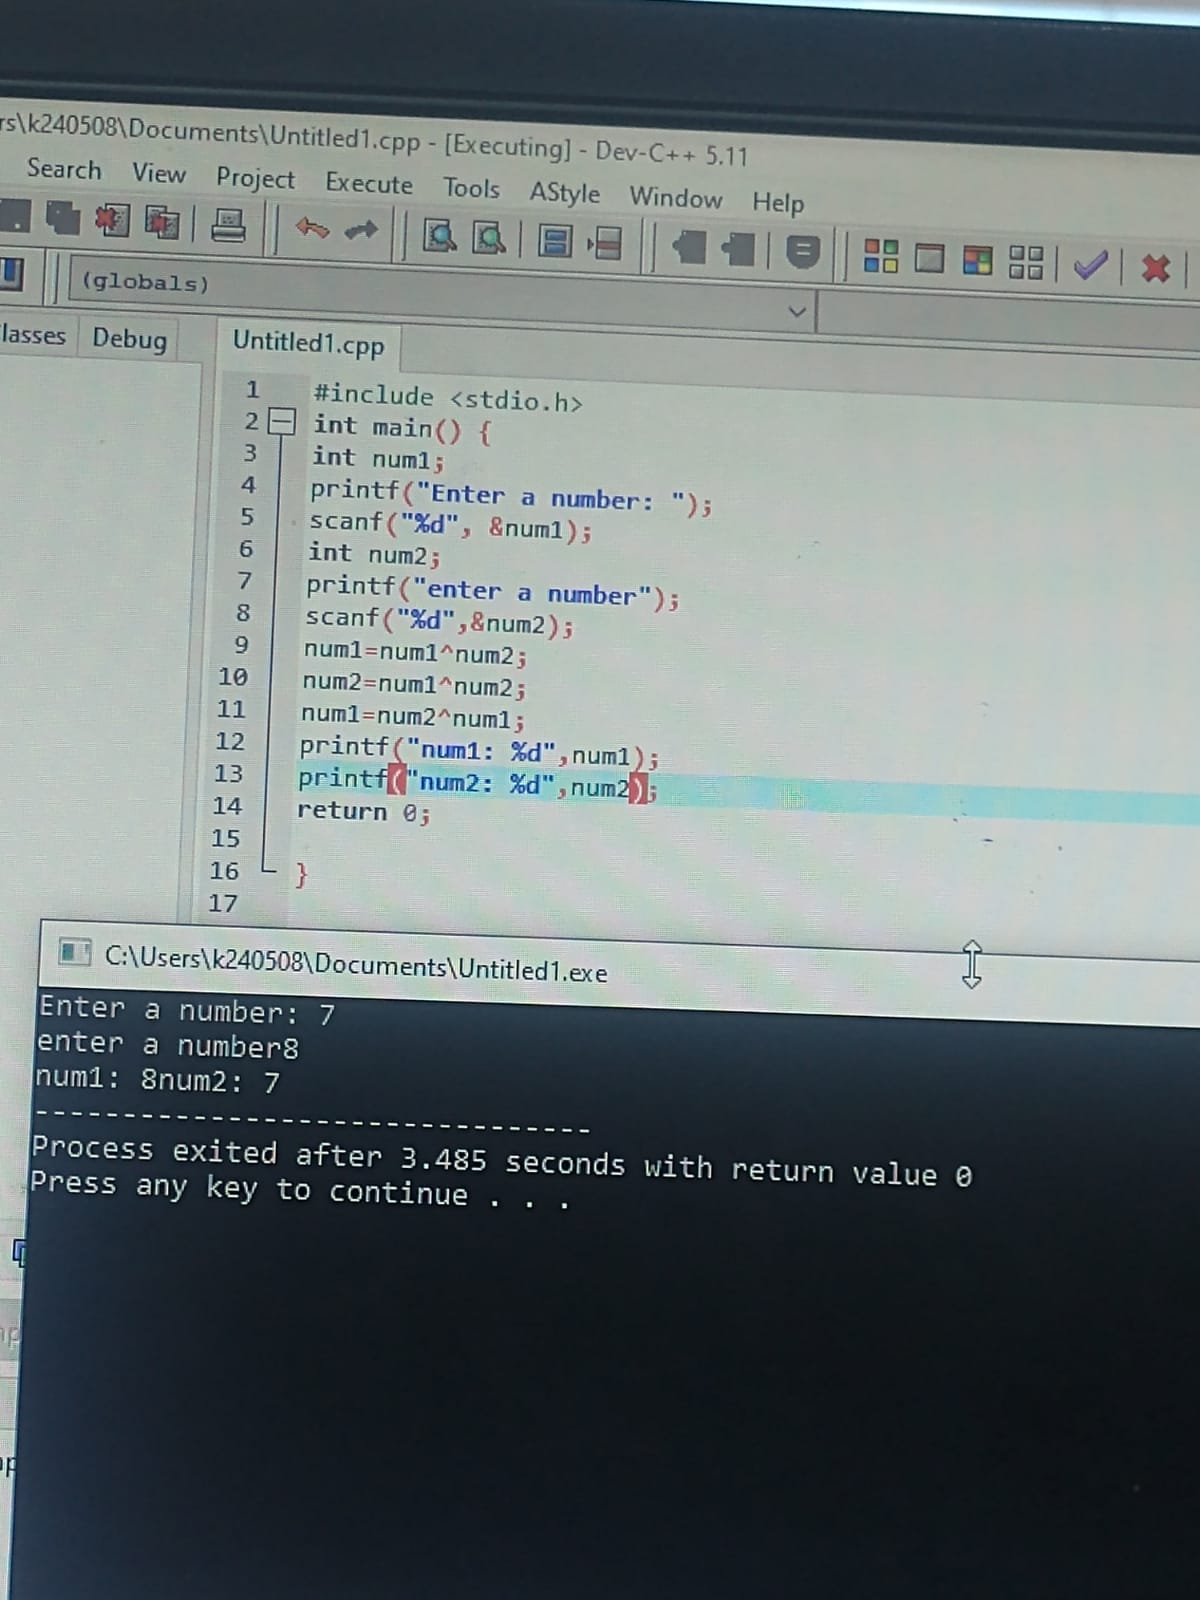 rs\k240508\Documents\Untitled1.cpp - [Executing] - Dev-C++ 5.11
Search View Project Execute Tools AStyle Window Help
(globals)
lasses Debug Untitled1.cpp
1 #include <stdio.h>
2 int main() {
3 int num1;
4 printf("Enter a number: ");
5 scanf("%d", &num1);
6 int num2;
7 printf("enter a number");
8 scanf("%d",&num2);
9 num1=num1^num2;
10 num2=num1^num2;
11 num1=num2^num1;
12 printf("num1: %d",num1);
13 printf("num2: %d",num2);
14 return 0;
15
16 }
17
C:\Users\k240508\Documents\Untitled1.exe
Enter a number: 7
enter a number8
num1: 8num2: 7
--------------------------------
Process exited after 3.485 seconds with return value 0
Press any key to continue . . .